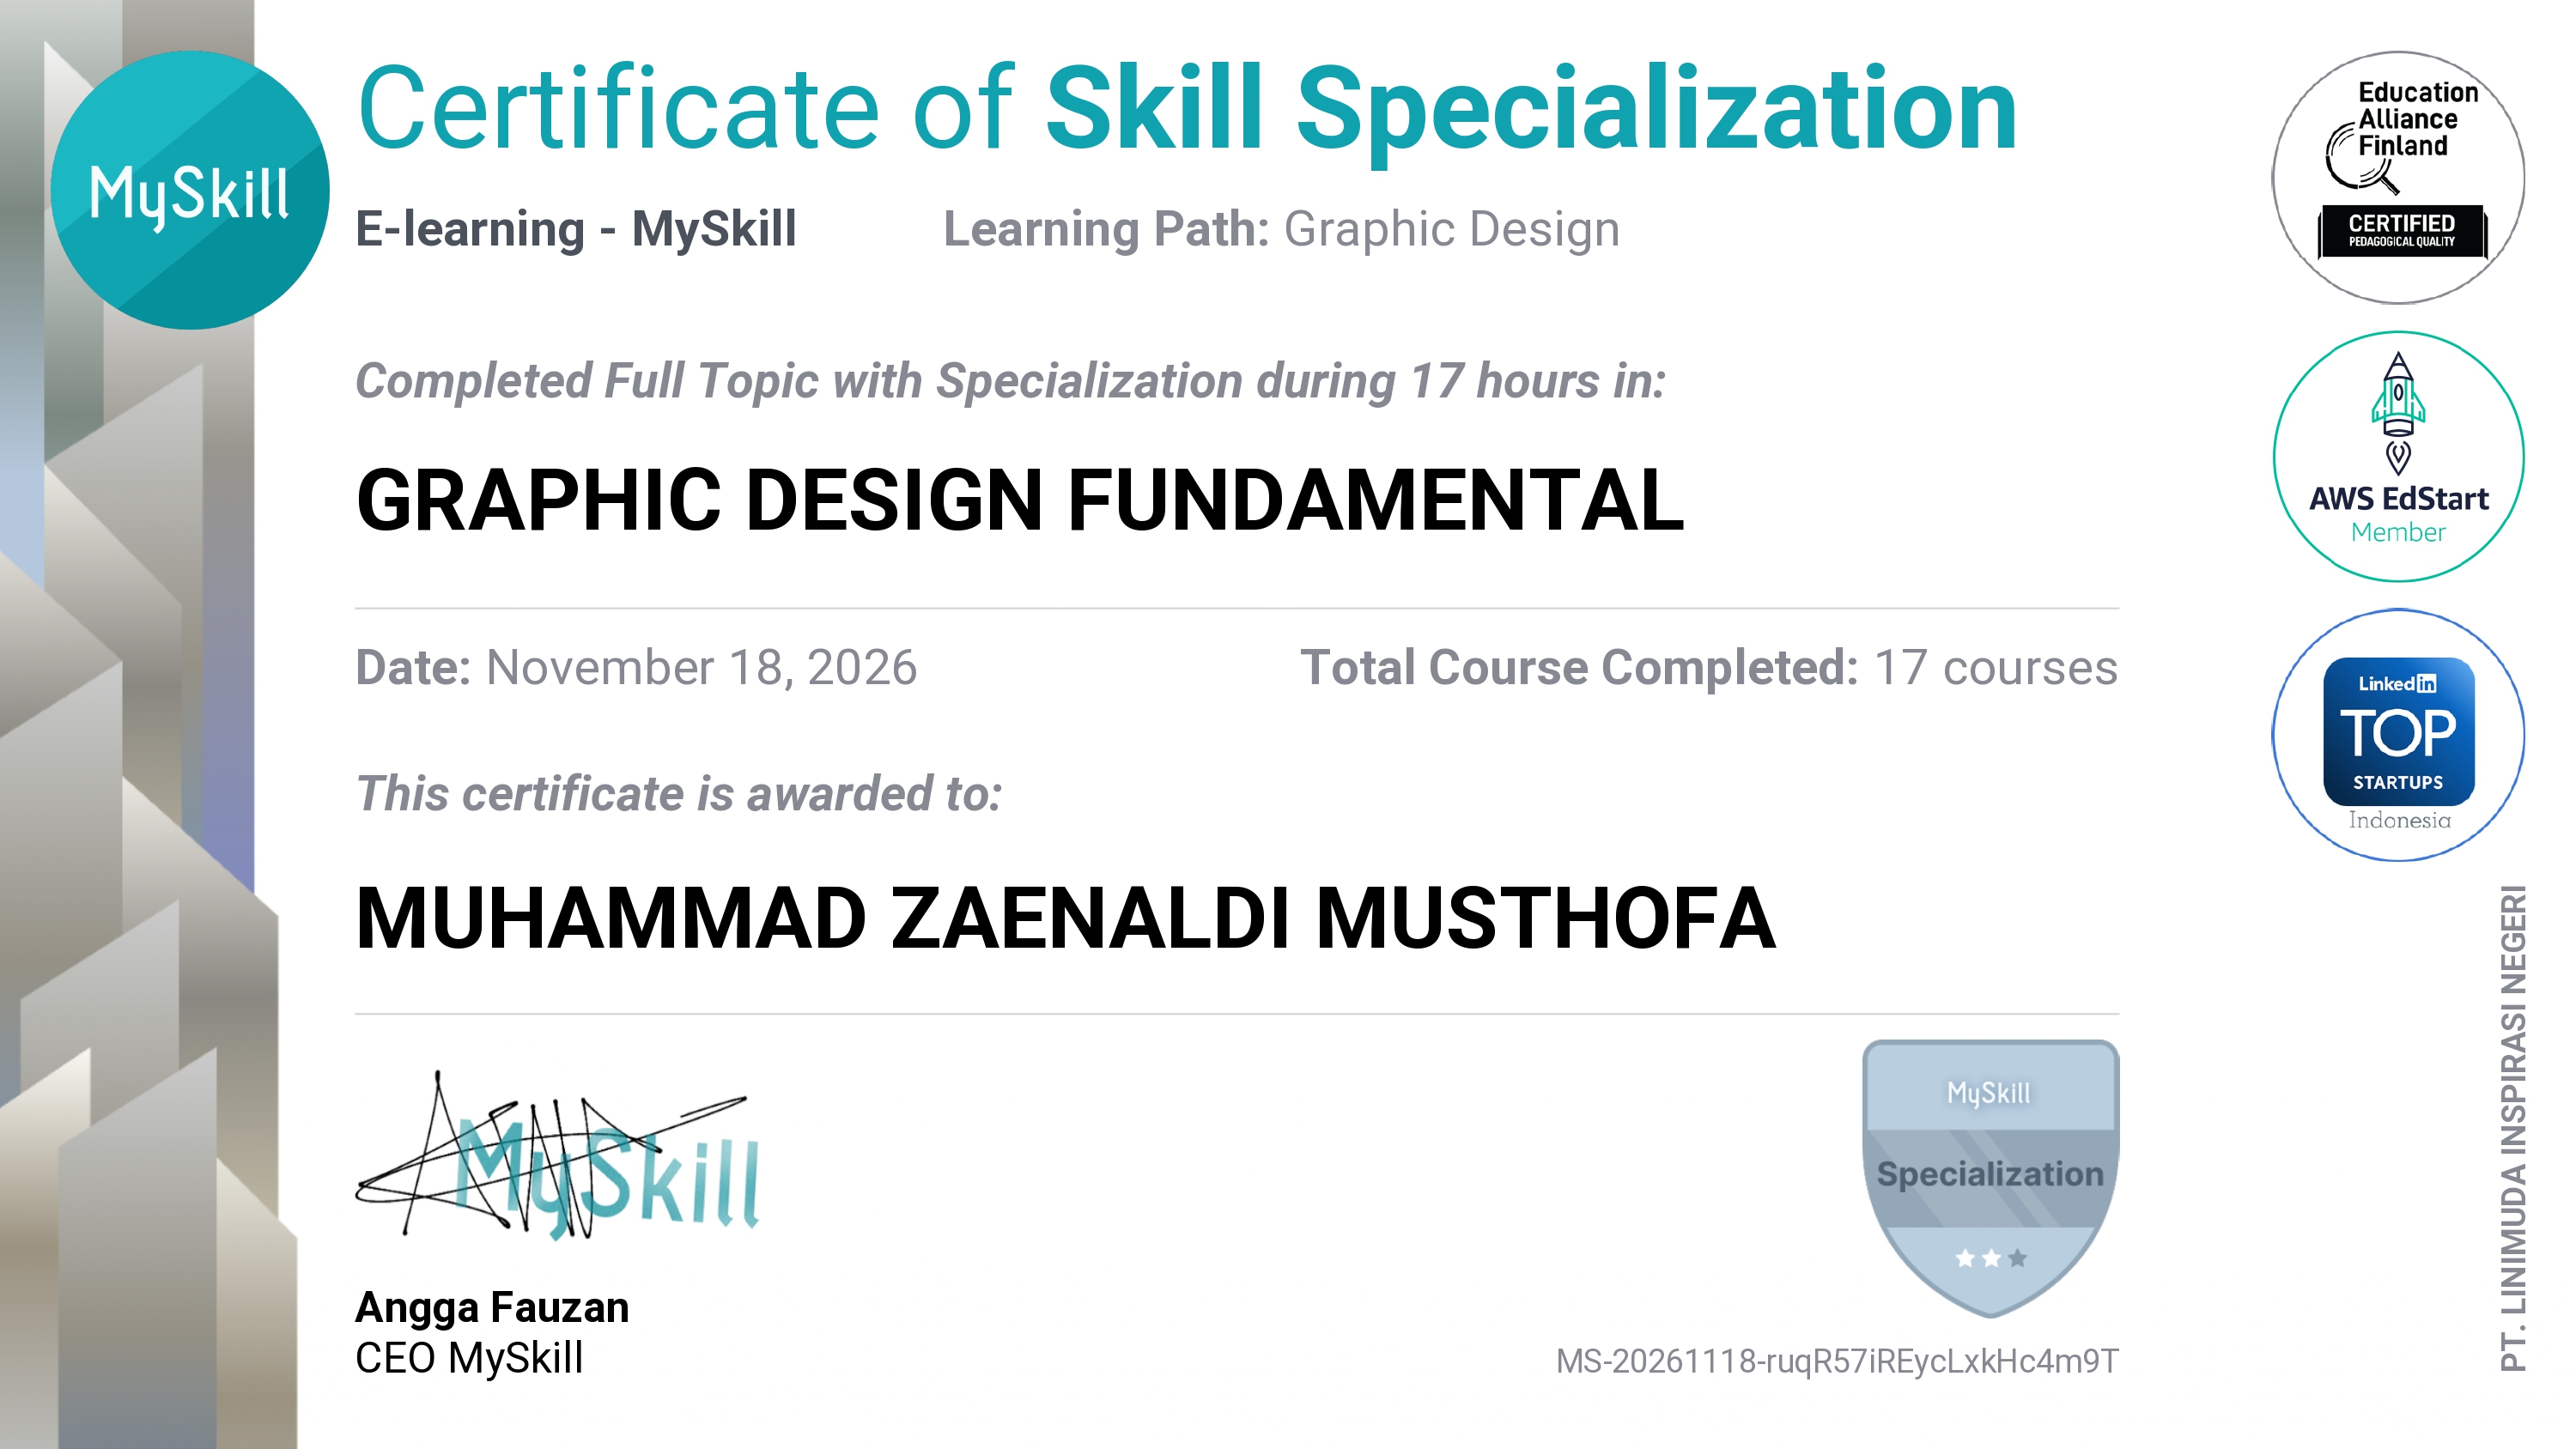 MySkill
Certificate of Skill Specialization
E-learning - MySkill
Learning Path: Graphic Design
Completed Full Topic with Specialization during 17 hours in:
GRAPHIC DESIGN FUNDAMENTAL
Date: November 18, 2026
Total Course Completed: 17 courses
This certificate is awarded to:
MUHAMMAD ZAENALDI MUSTHOFA
MySkill
Angga Fauzan
CEO MySkill
MySkill
Specialization
MS-20261118-ruqR57iREycLxkHc4m9T
Education
Alliance
Finland
CERTIFIED
PEDAGOGICAL QUALITY
AWS EdStart
Member
Linked in
TOP
STARTUPS
Indonesia
PT. LINIMUDA INSPIRASI NEGERI